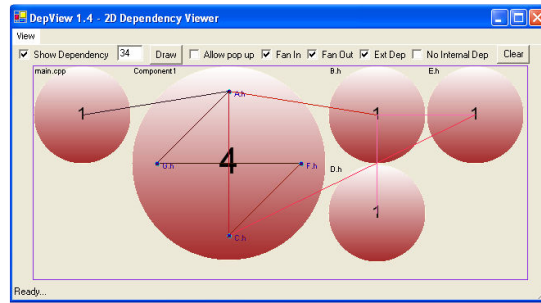 DepView 1.4 - 2D Dependency Viewer
View
Show Dependency 34 Draw Allow pop up Fan In Fan Out Ext Dep No Internal Dep Clear
main.cpp Component1 B.h E.h
A.h
1 1 1
G.h 4 F.h
D.h
1
C.h
Ready...